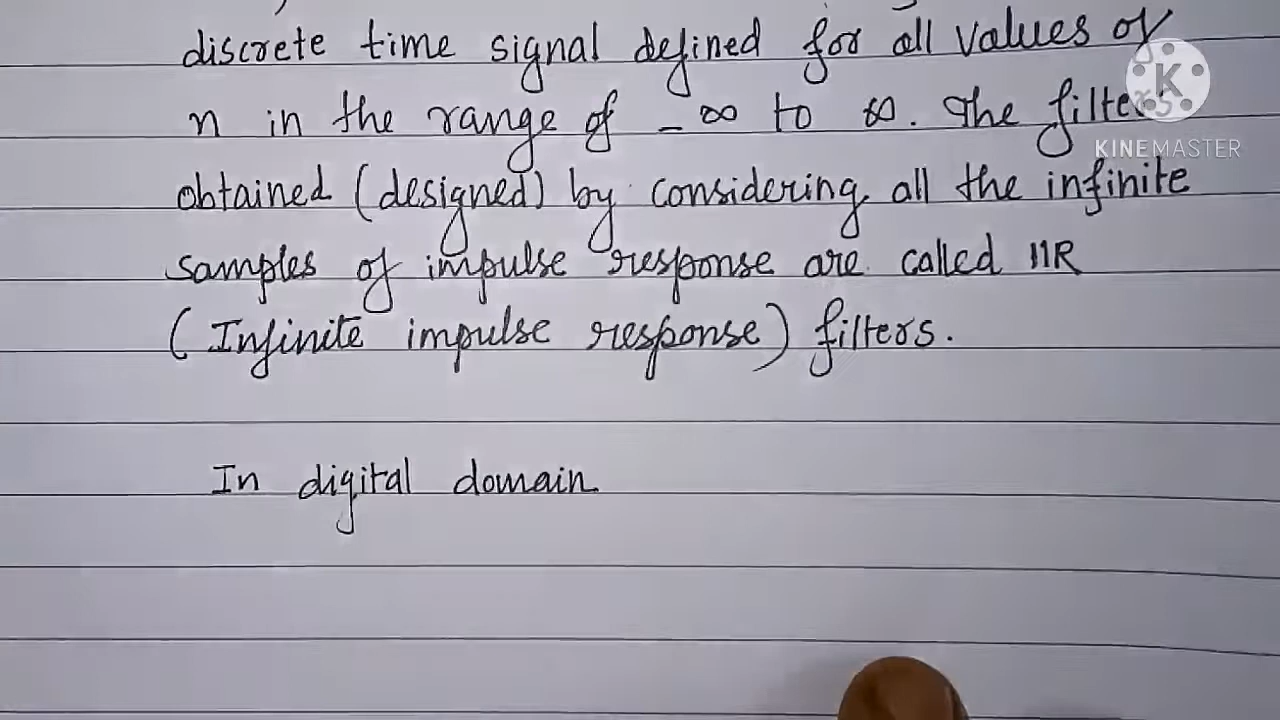 discrete time signal defined for all values of
n in the range of -∞ to ∞. The filters
obtained (designed) by considering all the infinite
samples of impulse response are called IIR
(Infinite impulse response) filters.
In digital domain
K
KINEMASTER